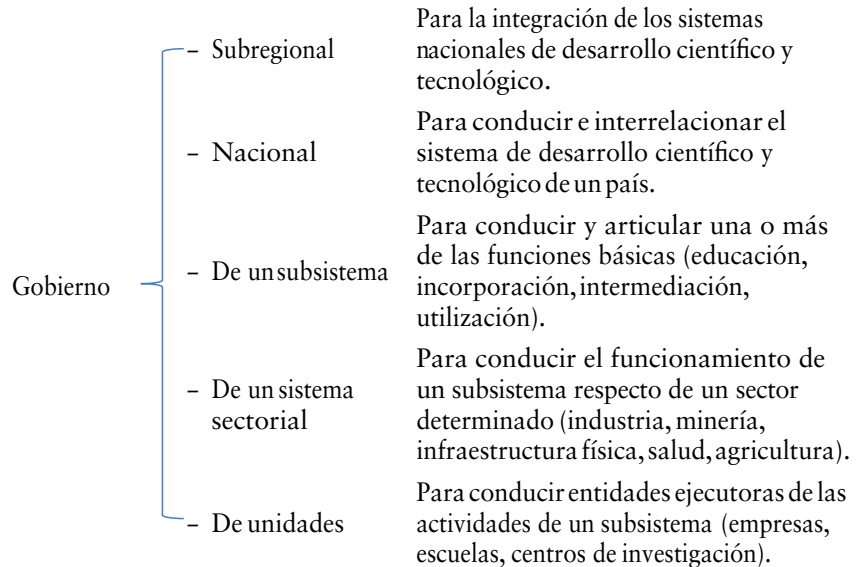 Gobierno
– Subregional
Para la integración de los sistemas
nacionales de desarrollo científico y
tecnológico.
– Nacional
Para conducir e interrelacionar el
sistema de desarrollo científico y
tecnológico de un país.
– De un subsistema
Para conducir y articular una o más
de las funciones básicas (educación,
incorporación, intermediación,
utilización).
– De un sistema
sectorial
Para conducir el funcionamiento de
un subsistema respecto de un sector
determinado (industria, minería,
infraestructura física, salud, agricultura).
– De unidades
Para conducir entidades ejecutoras de las
actividades de un subsistema (empresas,
escuelas, centros de investigación).